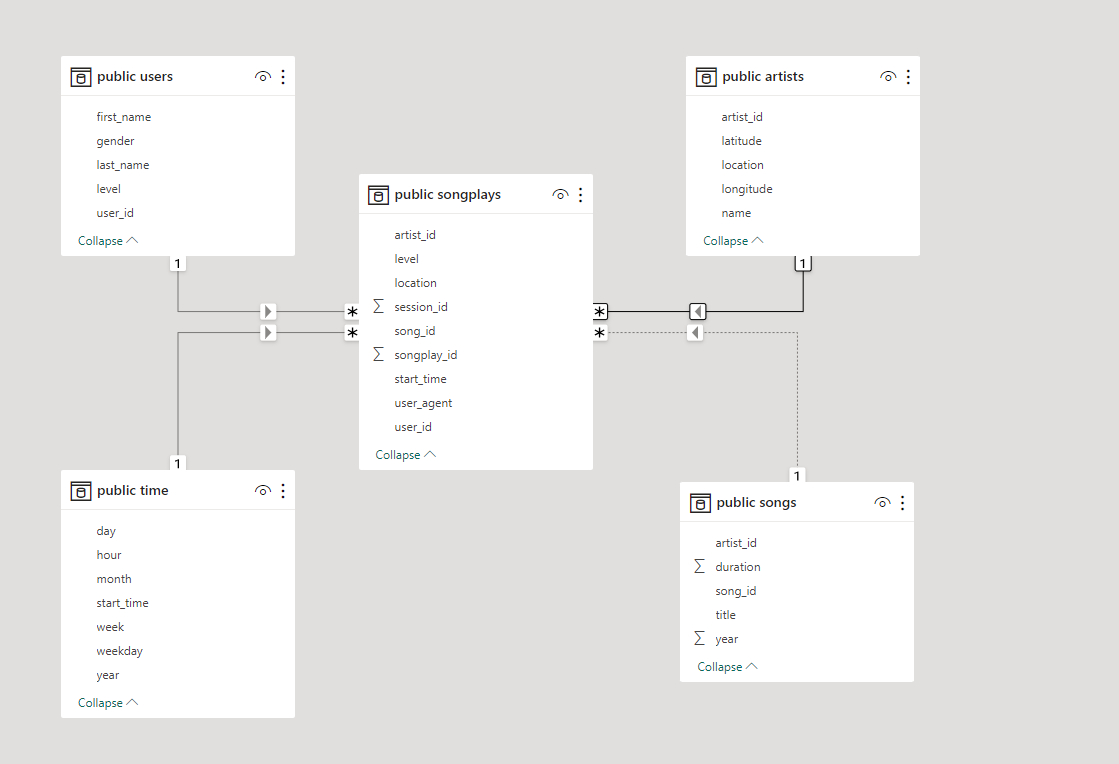 public users
first_name
gender
last_name
level
user_id
Collapse
1
public artists
artist_id
latitude
location
longitude
name
Collapse
1
public songplays
artist_id
level
location
∑ session_id
song_id
∑ songplay_id
start_time
user_agent
user_id
Collapse
*
*
*
*
1
public time
day
hour
month
start_time
week
weekday
year
Collapse
1
public songs
artist_id
∑ duration
song_id
title
∑ year
Collapse